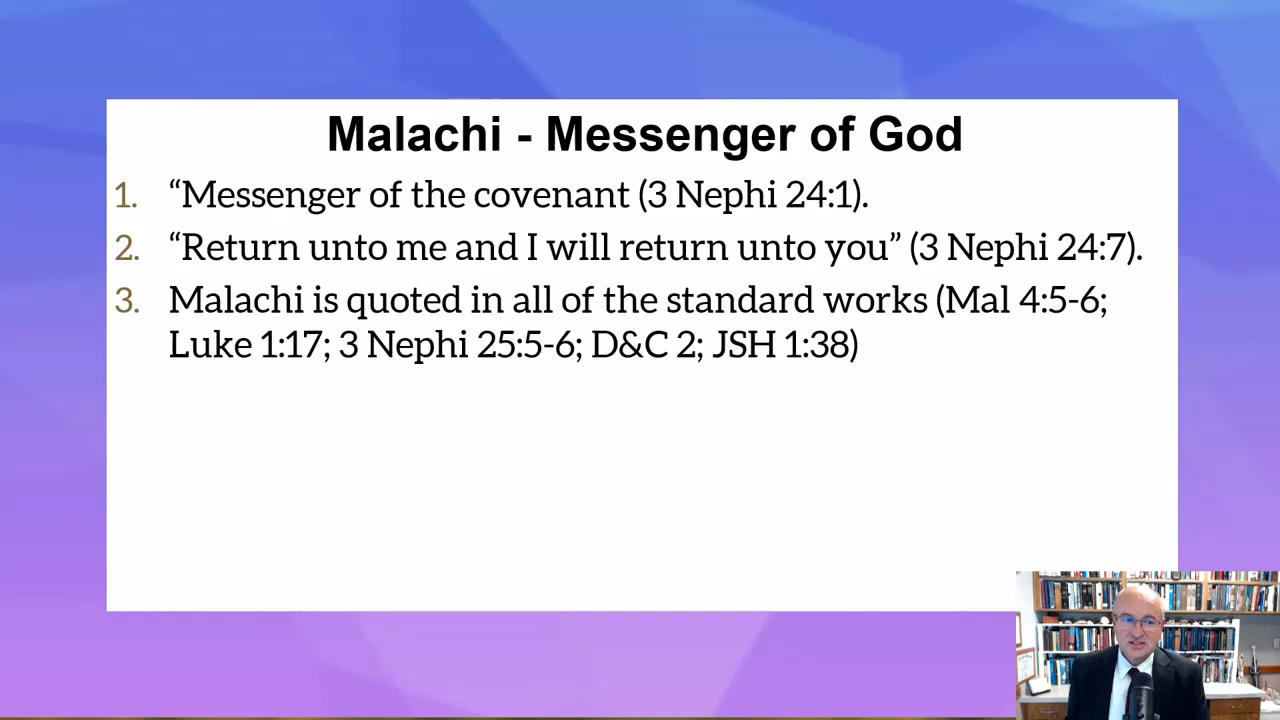 Malachi - Messenger of God
1. “Messenger of the covenant (3 Nephi 24:1).
2. “Return unto me and I will return unto you” (3 Nephi 24:7).
3. Malachi is quoted in all of the standard works (Mal 4:5-6;
Luke 1:17; 3 Nephi 25:5-6; D&C 2; JSH 1:38)